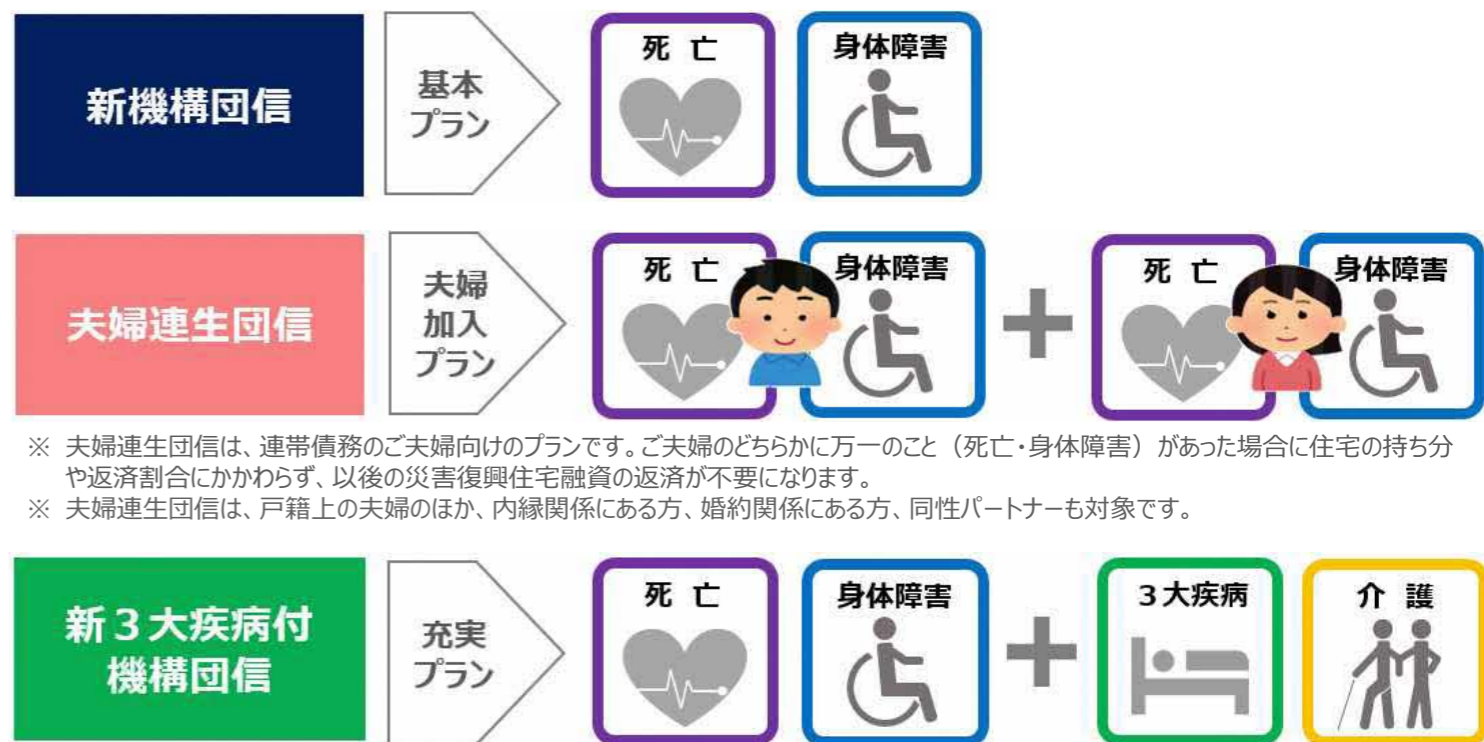 新機構団信
基本
プラン
死 亡
身体障害
夫婦連生団信
夫婦
加入
プラン
死 亡
身体障害
死 亡
身体障害
※ 夫婦連生団信は、連帯債務のご夫婦向けのプランです。ご夫婦のどちらかに万一のこと（死亡・身体障害）があった場合に住宅の持ち分
や返済割合にかかわらず、以後の災害復興住宅融資の返済が不要になります。
※ 夫婦連生団信は、戸籍上の夫婦のほか、内縁関係にある方、婚約関係にある方、同性パートナーも対象です。
新３大疾病付
機構団信
充実
プラン
死 亡
身体障害
３大疾病
介 護